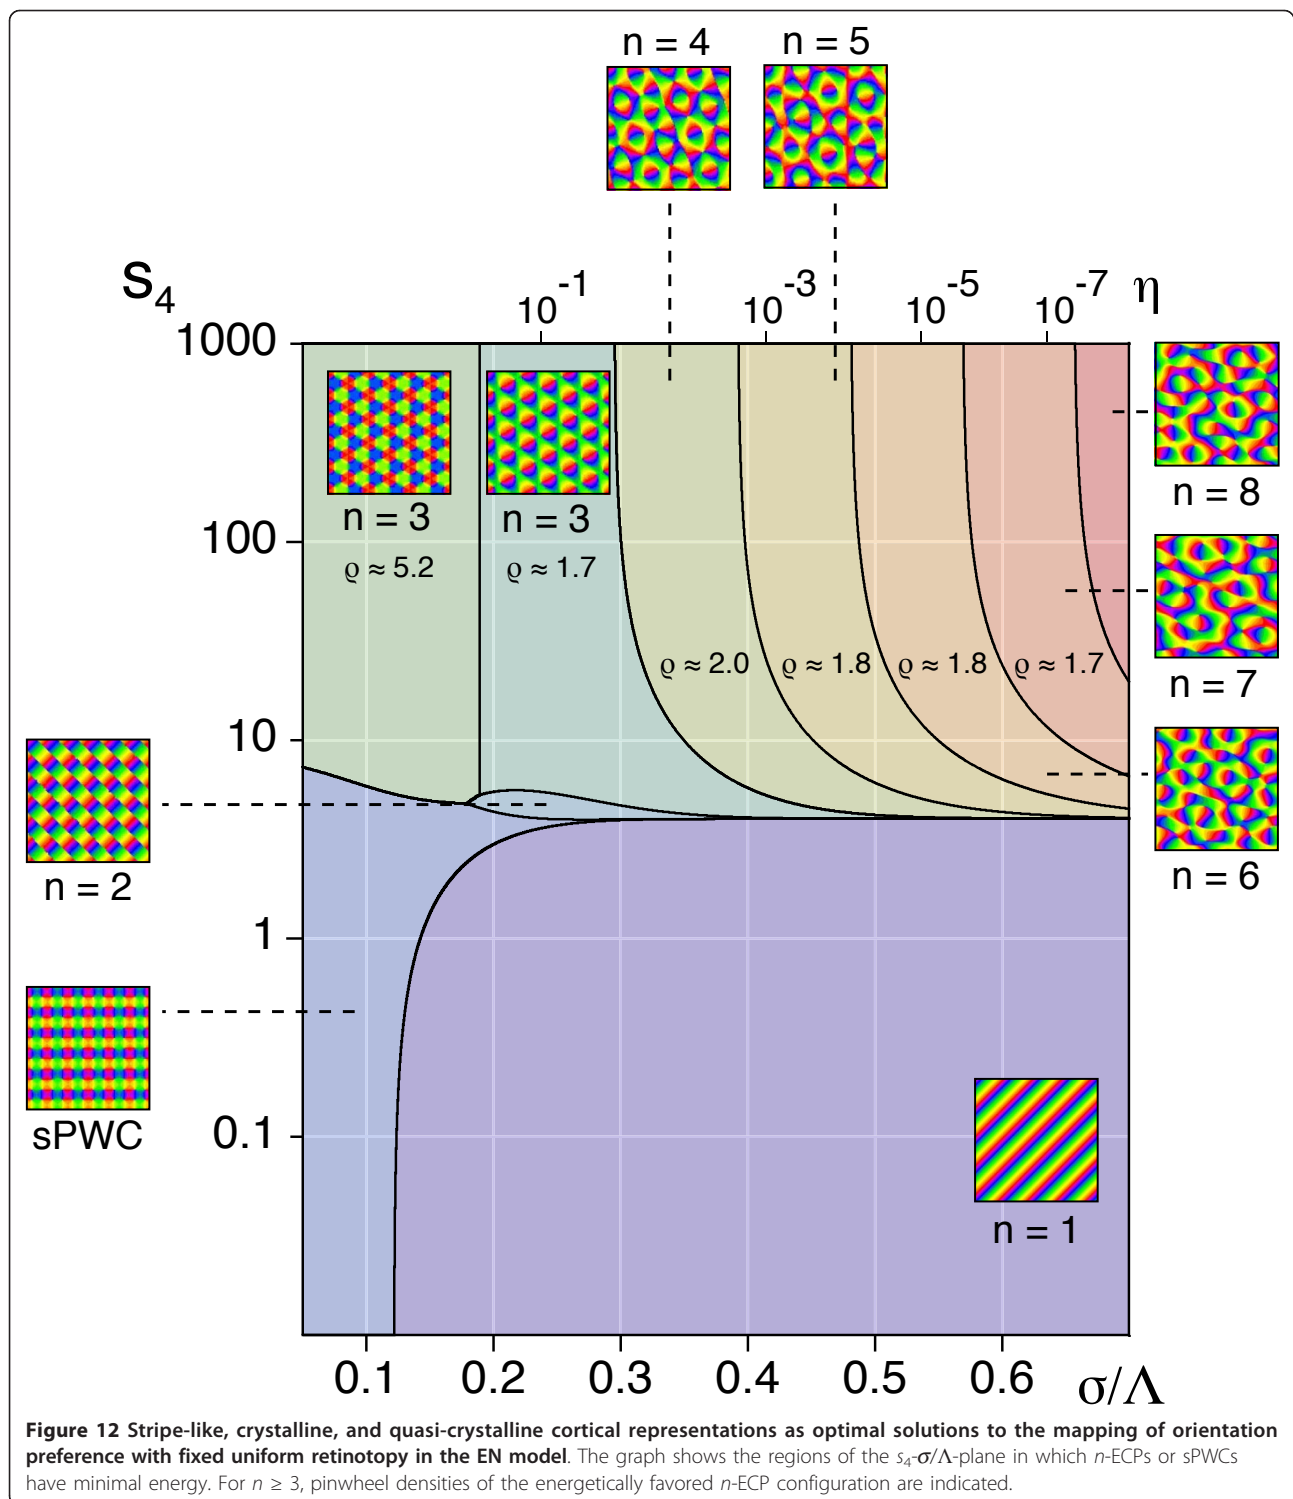 n = 4 n = 5
s4 10-1 10-3 10-5 10-7 η
1000
n = 3 n = 3
ϱ ≈ 5.2 ϱ ≈ 1.7
n = 8
100
ϱ ≈ 2.0 ϱ ≈ 1.8 ϱ ≈ 1.8 ϱ ≈ 1.7
n = 7
10
n = 2
n = 6
1
sPWC
0.1
n = 1
0.1 0.2 0.3 0.4 0.5 0.6 σ/Λ
Figure 12 Stripe-like, crystalline, and quasi-crystalline cortical representations as optimal solutions to the mapping of orientation
preference with fixed uniform retinotopy in the EN model. The graph shows the regions of the s4-σ/Λ-plane in which n-ECPs or sPWCs
have minimal energy. For n ≥ 3, pinwheel densities of the energetically favored n-ECP configuration are indicated.